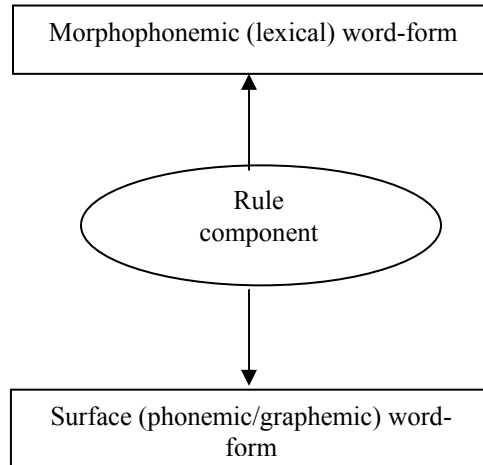 Morphophonemic (lexical) word-form
Rule
component
Surface (phonemic/graphemic) word-
form